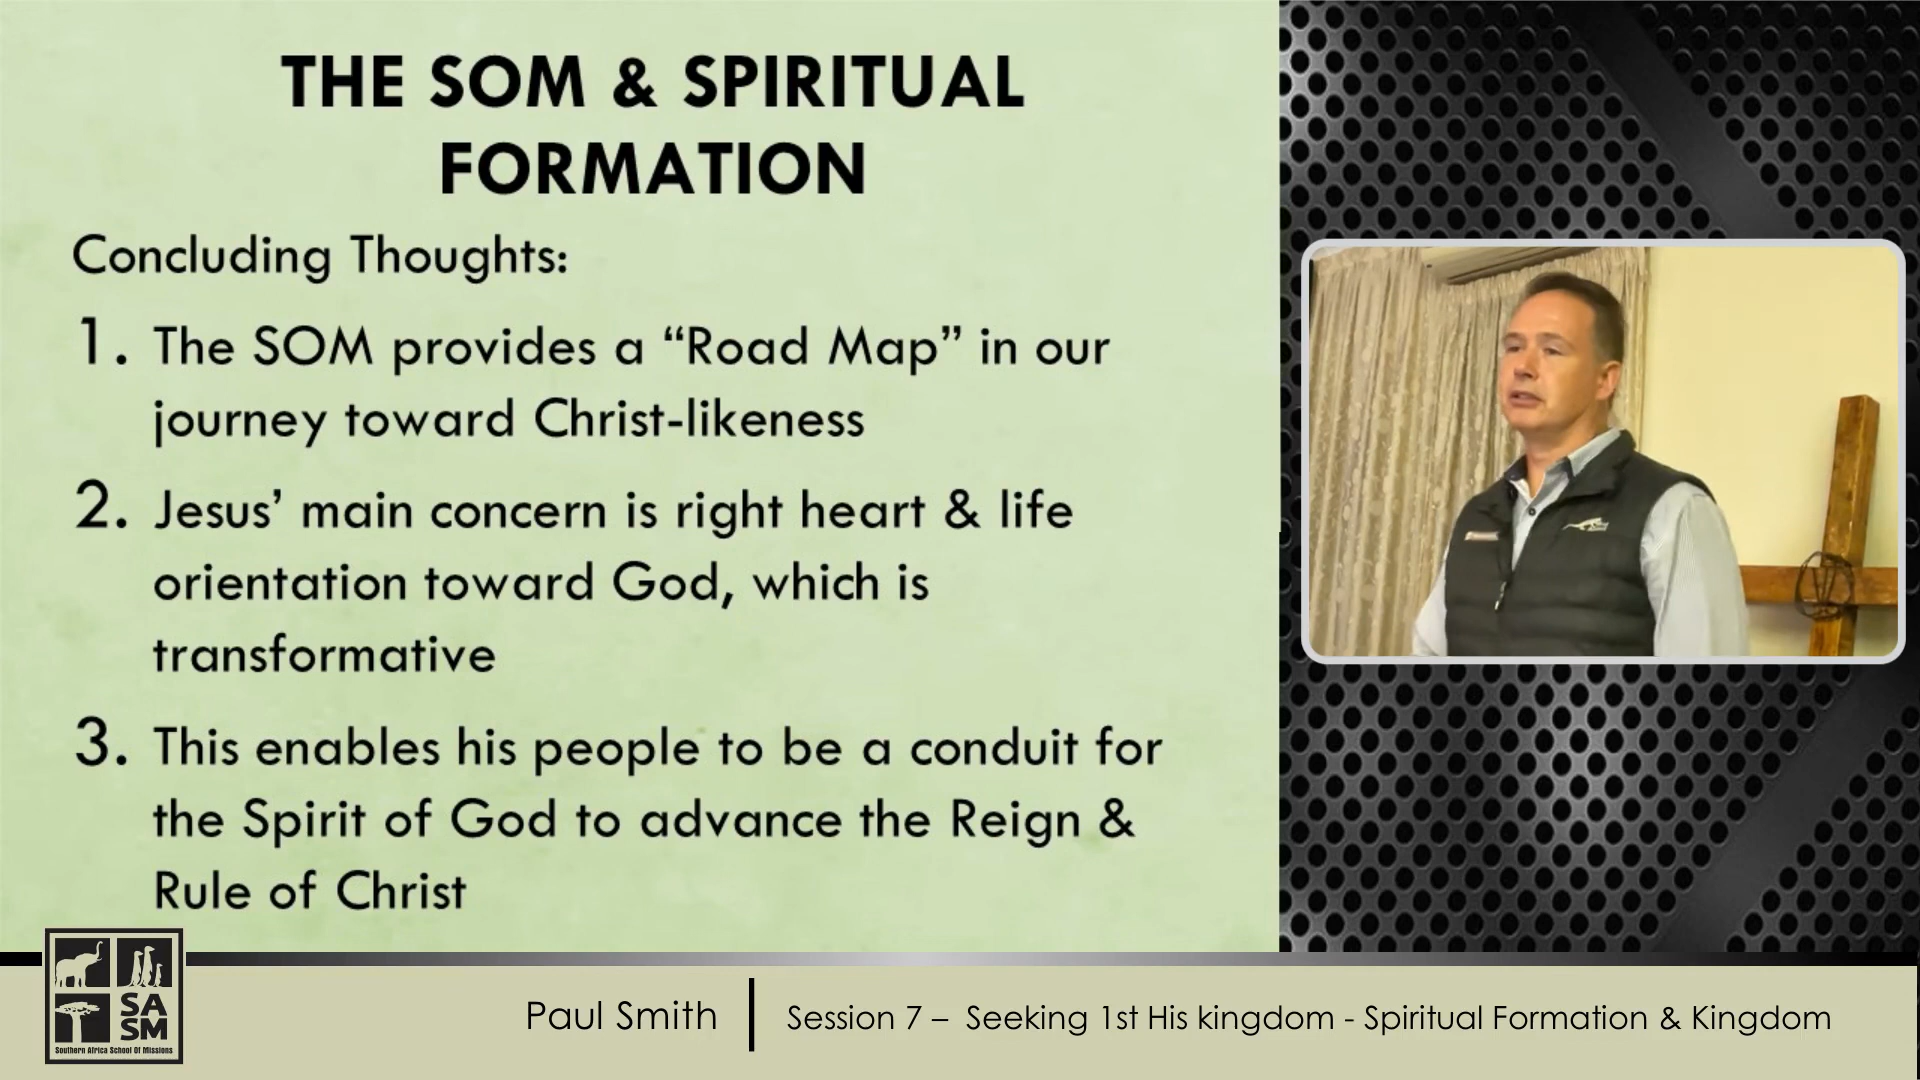 THE SOM & SPIRITUAL
FORMATION
Concluding Thoughts:
1. The SOM provides a “Road Map” in our
journey toward Christ-likeness
2. Jesus’ main concern is right heart & life
orientation toward God, which is
transformative
3. This enables his people to be a conduit for
the Spirit of God to advance the Reign &
Rule of Christ
SA
SM
Southern Africa School Of Missions
Paul Smith
Session 7 – Seeking 1st His kingdom - Spiritual Formation & Kingdom